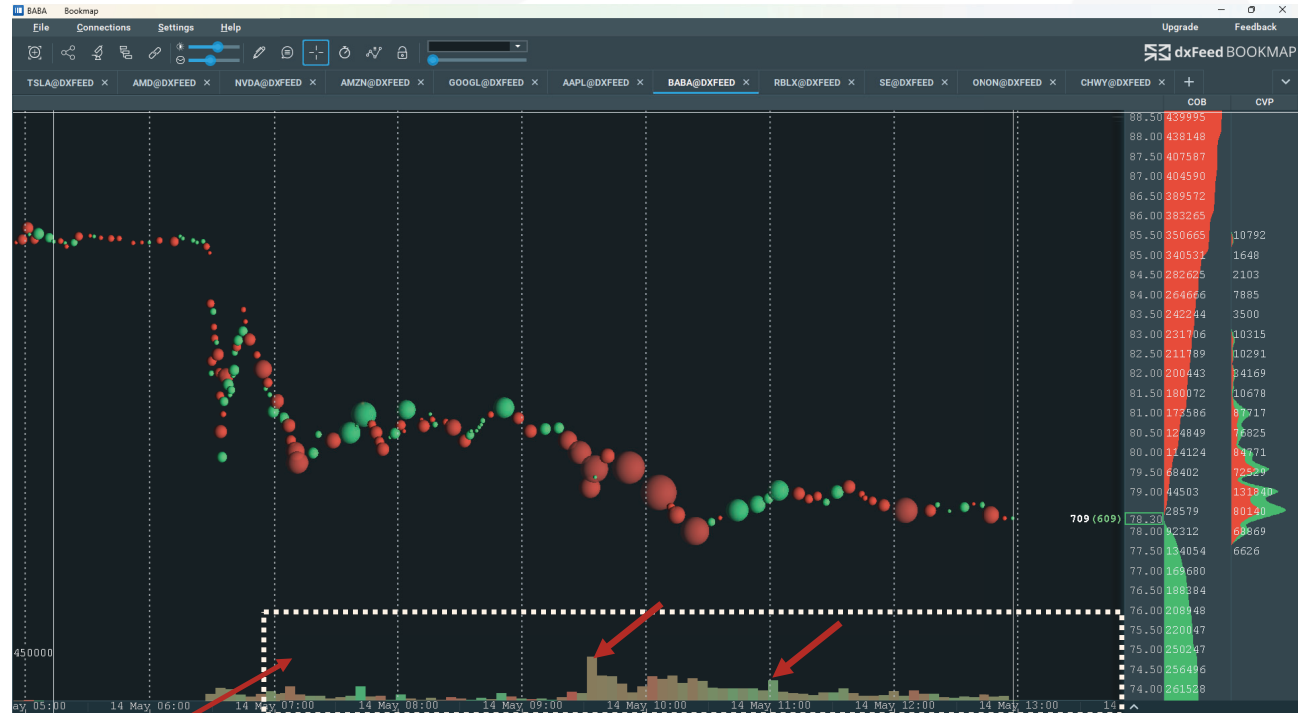 BABA Bookmap
File Connections Settings Help Upgrade Feedback
dxFeed BOOKMAP
TSLA@DXFEED × AMD@DXFEED × NVDA@DXFEED × AMZN@DXFEED × GOOGL@DXFEED × AAPL@DXFEED × BABA@DXFEED × RBLX@DXFEED × SE@DXFEED × ONON@DXFEED × CHWY@DXFEED × +
COB CVP
88.50 439995
88.00 438148
87.50 407587
87.00 404590
86.50 389572
86.00 383265
85.50 350665 10792
85.00 340531 1648
84.50 282625 2103
84.00 264666 7885
83.50 242244 3500
83.00 231706 10315
82.50 211789 10291
82.00 200443 34169
81.50 180072 10678
81.00 173586 87717
80.50 124849 76825
80.00 114124 84771
79.50 68402 72529
79.00 44503 131840
709 (609) 78.30 28579 80140
78.00 92312 68869
77.50 134054 6626
77.00 169680
76.50 188384
76.00 208948
75.50 220047
450000 75.00 250247
74.50 256496
74.00 261528
ay 05:00 14 May 06:00 14 May 07:00 14 May 08:00 14 May 09:00 14 May 10:00 14 May 11:00 14 May 12:00 14 May 13:00 14